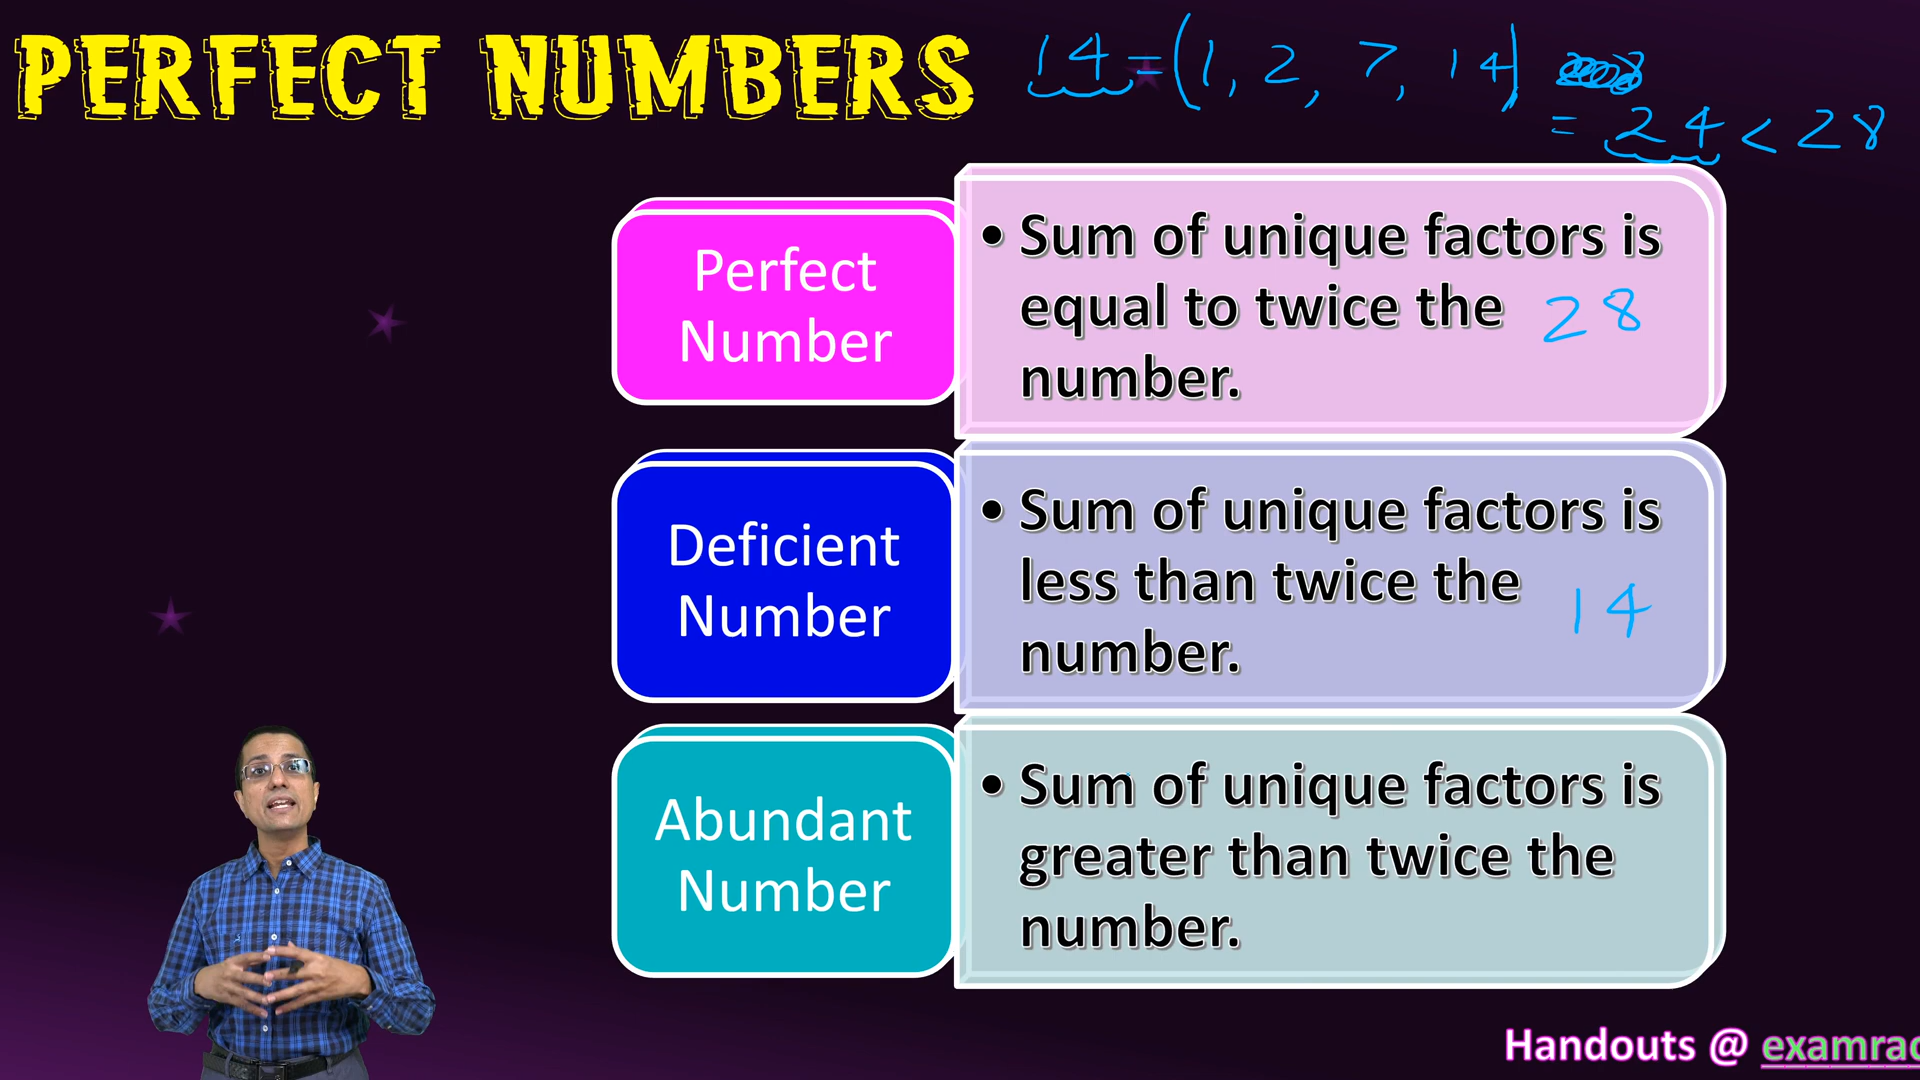 PERFECT NUMBERS
14 = (1, 2, 7, 14)
= 24 < 28
Perfect
Number
• Sum of unique factors is
equal to twice the 28
number.
Deficient
Number
• Sum of unique factors is
less than twice the 14
number.
Abundant
Number
• Sum of unique factors is
greater than twice the
number.
Handouts @ examrac